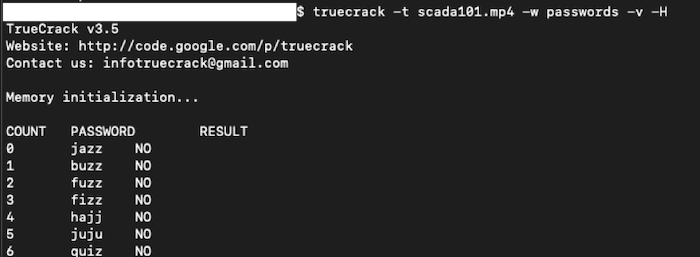 $ truecrack -t scada101.mp4 -w passwords -v -H
TrueCrack v3.5
Website: http://code.google.com/p/truecrack
Contact us: infotruecrack@gmail.com
Memory initialization...
COUNT PASSWORD RESULT
0 jazz NO
1 buzz NO
2 fuzz NO
3 fizz NO
4 hajj NO
5 juju NO
6 quiz NO